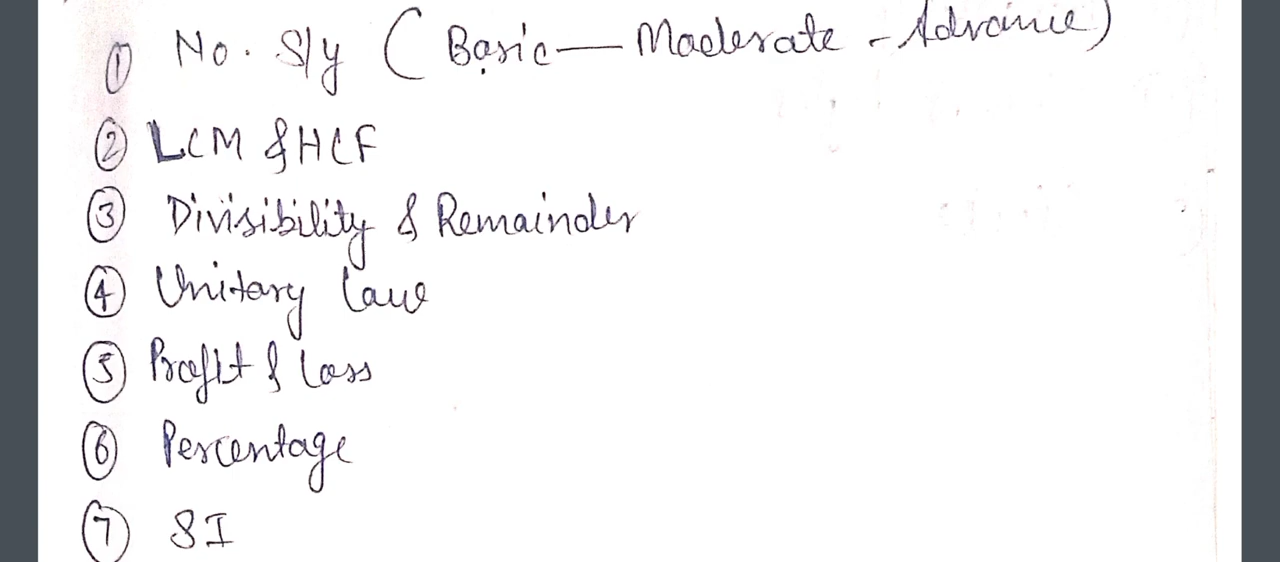 ① No. S/y (Basic — Moderate - Advance)
② LCM & HCF
③ Divisibility & Remainder
④ Unitary Law
⑤ Profit & Loss
⑥ Percentage
⑦ SI